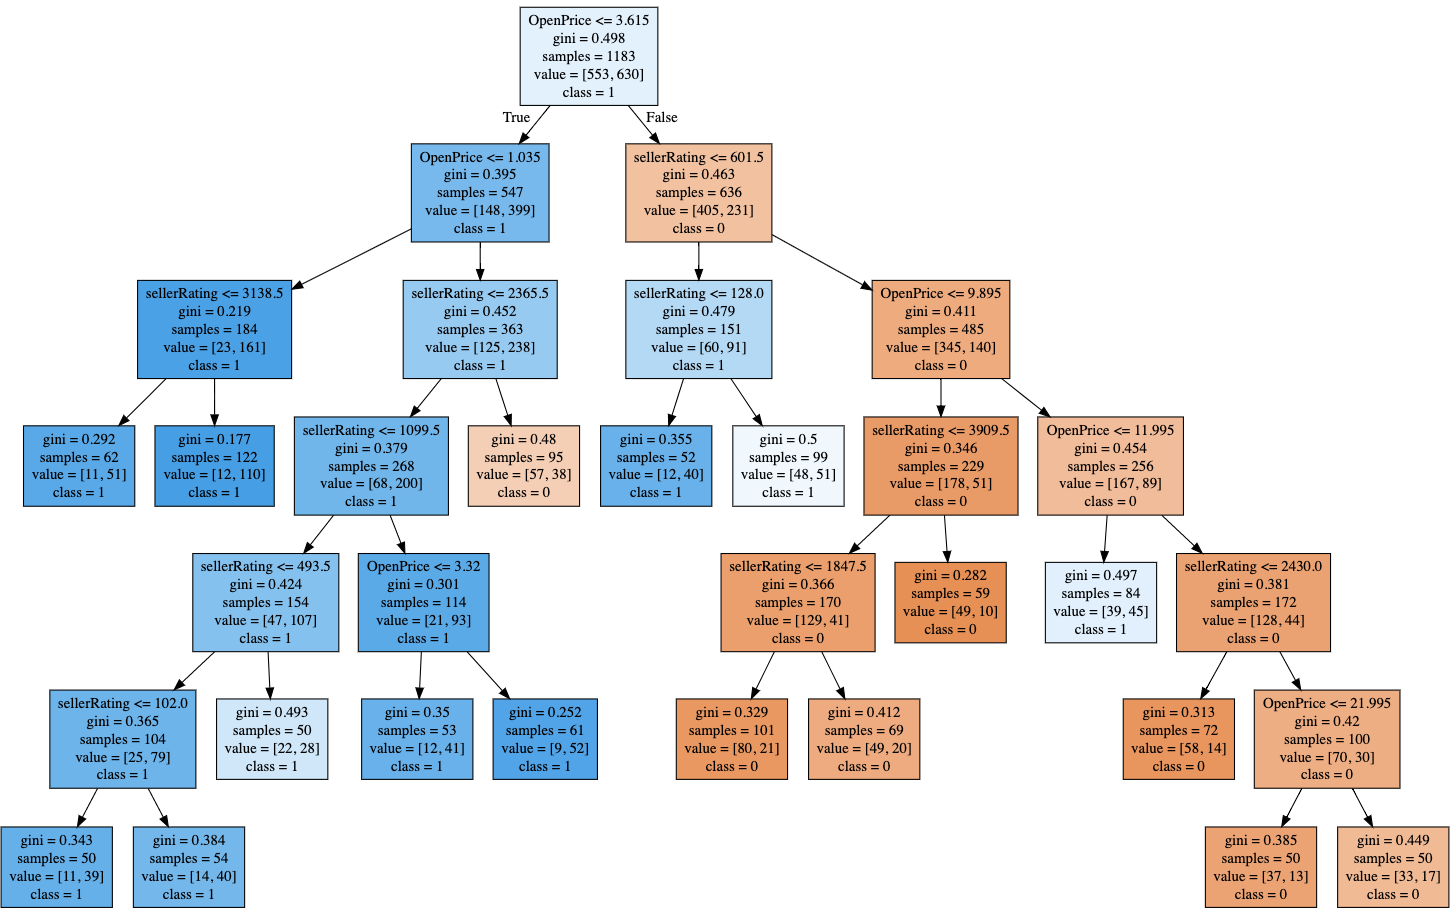 OpenPrice <= 3.615
gini = 0.498
samples = 1183
value = [553, 630]
class = 1
True
False
OpenPrice <= 1.035
gini = 0.395
samples = 547
value = [148, 399]
class = 1
sellerRating <= 601.5
gini = 0.463
samples = 636
value = [405, 231]
class = 0
sellerRating <= 3138.5
gini = 0.219
samples = 184
value = [23, 161]
class = 1
sellerRating <= 2365.5
gini = 0.452
samples = 363
value = [125, 238]
class = 1
sellerRating <= 128.0
gini = 0.479
samples = 151
value = [60, 91]
class = 1
OpenPrice <= 9.895
gini = 0.411
samples = 485
value = [345, 140]
class = 0
gini = 0.292
samples = 62
value = [11, 51]
class = 1
gini = 0.177
samples = 122
value = [12, 110]
class = 1
sellerRating <= 1099.5
gini = 0.379
samples = 268
value = [68, 200]
class = 1
gini = 0.48
samples = 95
value = [57, 38]
class = 0
gini = 0.355
samples = 52
value = [12, 40]
class = 1
gini = 0.5
samples = 99
value = [48, 51]
class = 1
sellerRating <= 3909.5
gini = 0.346
samples = 229
value = [178, 51]
class = 0
OpenPrice <= 11.995
gini = 0.454
samples = 256
value = [167, 89]
class = 0
sellerRating <= 493.5
gini = 0.424
samples = 154
value = [47, 107]
class = 1
OpenPrice <= 3.32
gini = 0.301
samples = 114
value = [21, 93]
class = 1
sellerRating <= 1847.5
gini = 0.366
samples = 170
value = [129, 41]
class = 0
gini = 0.282
samples = 59
value = [49, 10]
class = 0
gini = 0.497
samples = 84
value = [39, 45]
class = 1
sellerRating <= 2430.0
gini = 0.381
samples = 172
value = [128, 44]
class = 0
sellerRating <= 102.0
gini = 0.365
samples = 104
value = [25, 79]
class = 1
gini = 0.493
samples = 50
value = [22, 28]
class = 1
gini = 0.35
samples = 53
value = [12, 41]
class = 1
gini = 0.252
samples = 61
value = [9, 52]
class = 1
gini = 0.329
samples = 101
value = [80, 21]
class = 0
gini = 0.412
samples = 69
value = [49, 20]
class = 0
gini = 0.313
samples = 72
value = [58, 14]
class = 0
OpenPrice <= 21.995
gini = 0.42
samples = 100
value = [70, 30]
class = 0
gini = 0.343
samples = 50
value = [11, 39]
class = 1
gini = 0.384
samples = 54
value = [14, 40]
class = 1
gini = 0.385
samples = 50
value = [37, 13]
class = 0
gini = 0.449
samples = 50
value = [33, 17]
class = 0